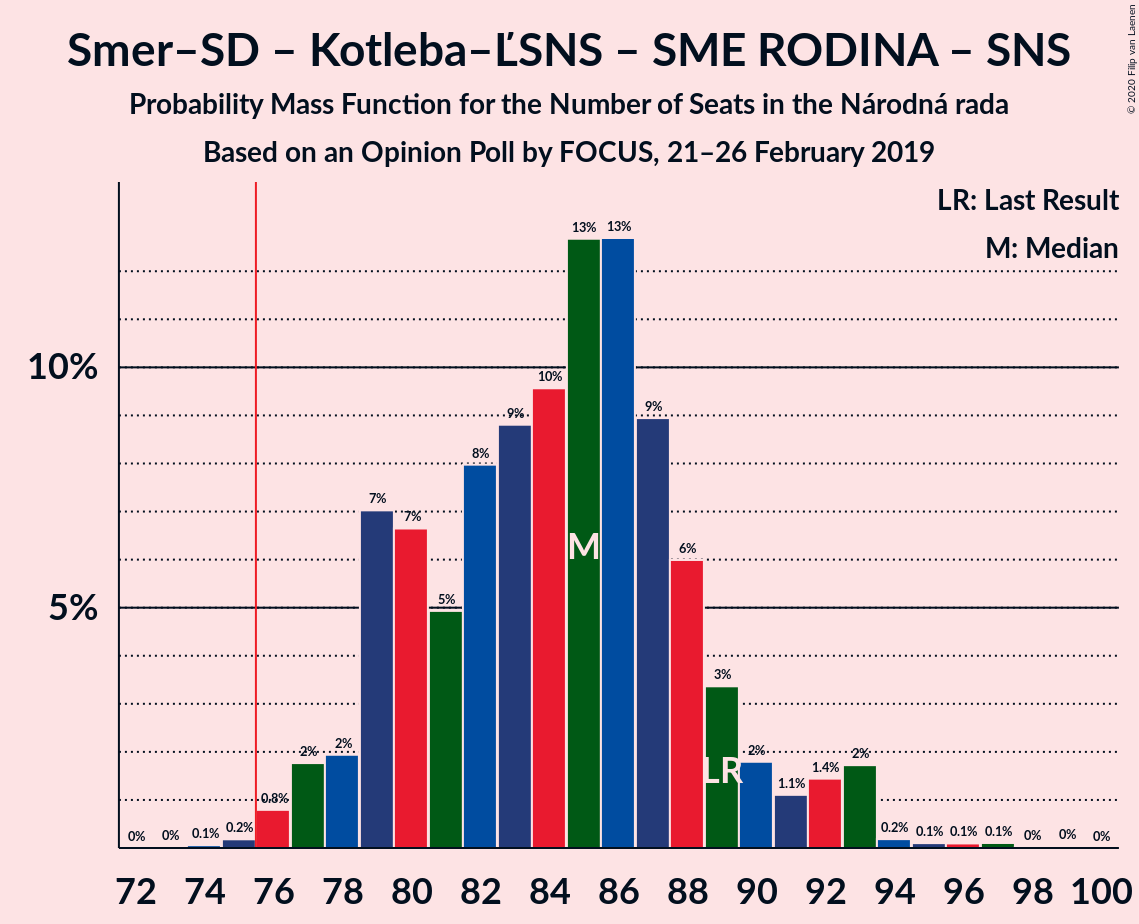 Smer–SD – Kotleba–ĽSNS – SME RODINA – SNS
Probability Mass Function for the Number of Seats in the Národná rada
Based on an Opinion Poll by FOCUS, 21–26 February 2019
© 2020 Filip van Laenen
LR: Last Result
M: Median
10%
5%
0% 0% 0.1% 0.2% 0.8% 2% 2% 7% 7% 5% 8% 9% 10% 13% 13% 9% 6% 3% 2% 1.1% 1.4% 2% 0.2% 0.1% 0.1% 0.1% 0% 0% 0%
M
LR
72 74 76 78 80 82 84 86 88 90 92 94 96 98 100